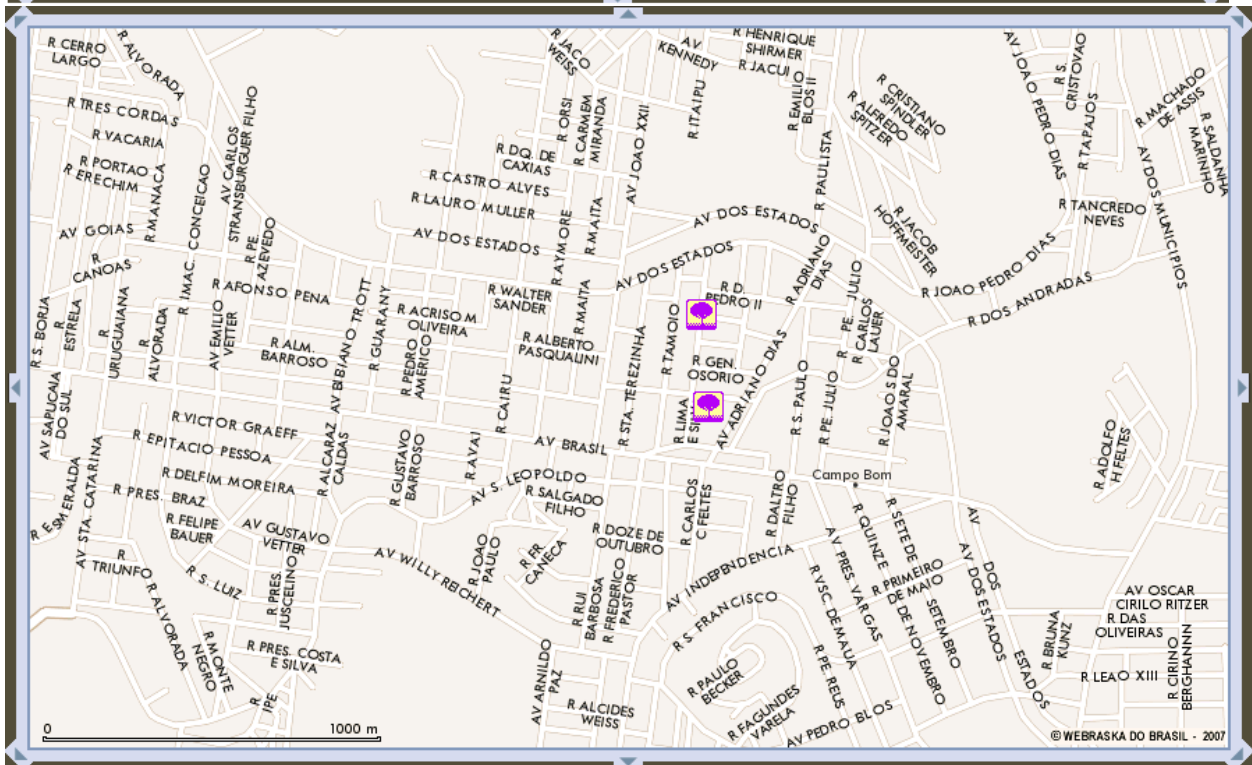 R CERRO
LARGO
R ALVORADA
R JACO
WEISS
AV
KENNEDY
R HENRIQUE
SHIRMER
R JACUI
R EMILIO
BLOS II
R CRISTIANO
SPINDLER
R ALFREDO
SPITZER
AV JOAO PEDRO DIAS
R S.
CRISTOVAO
R TAPAJOS
R MACHADO
DE ASSIS
R SALDANHA
MARINHO
R TRES CORDAS
R VACARIA
R PORTAO
R ERECHIM
R MANACA
R IMAC. CONCEICAO
AV CARLOS
STRANSBURGUER FILHO
R PE.
AZEVEDO
R ORSI
R CARMEM
MIRANDA
AV JOAO XXII
R ITAIPU
R DQ. DE
CAXIAS
R CASTRO ALVES
R LAURO MULLER
AV DOS ESTADOS
R AYMORE
R MAITA
R PAULISTA
AV DOS ESTADOS
R JACOB
HOFFMEISTER
R TANCREDO
NEVES
AV DOS MUNICIPIOS
AV GOIAS
R
CANOAS
AV DOS ESTADOS
R ADRIANO
DIAS
R JOAO PEDRO DIAS
R DOS ANDRADAS
R S. BORJA
R
ESTRELA
R
URUGUAIANA
R
ALVORADA
R AFONSO PENA
AV EMILIO
VETTER
R ALM.
BARROSO
AV BIBIANO TROTT
R GUARANY
R ACRISO M
OLIVEIRA
R PEDRO
AMERICO
R WALTER
SANDER
R MAITA
R ALBERTO
PASQUALINI
R STA. TEREZINHA
R TAMOIO
R D.
PEDRO II
R GEN.
OSORIO
AV ADRIANO DIAS
R PE. JULIO
R CARLOS
LAUER
R S. PAULO
R PE. JULIO
R JOAO S DO
AMARAL
AV SAPUCAIA
DO SUL
R VICTOR GRAEFF
R EPITACIO PESSOA
R DELFIM MOREIRA
R CAIRU
R AVAI
AV BRASIL
R LIMA
R ADOLFO
H FELTES
R ESMERALDA
AV STA. CATARINA
R PRES. BRAZ
R FELIPE
BAUER
AV GUSTAVO
VETTER
R ALCARAZ
CALDAS
R GUSTAVO
BARROSO
AV S. LEOPOLDO
R SALGADO
FILHO
R CARLOS
C FELTES
R DALTRO
FILHO
Campo Bom
R
AV TRIUNFO
R ALVORADA
R S. LUIZ
R PRES.
JUSCELINO
AV WILLY REICHERT
R JOAO
PAULO
R FR.
CANECA
R DOZE DE
OUTUBRO
R RUI
BARBOSA
R FREDERICO
PASTOR
AV INDEPENDENCIA
R VSC. DE MAUA
AV PRES. VARGAS
R QUINZE
DE NOVEMBRO
R SETE DE
SETEMBRO
R PRIMEIRO
DE MAIO
AV
DOS
ESTADOS
AV DOS ESTADOS
AV OSCAR
CIRILO RITZER
R DAS
OLIVEIRAS
R BRUNA
KUNZ
R LEAO XIII
R CIRINO
BERGHANNN
R MONTE
NEGRO
R PRES. COSTA
E SILVA
R
IPE
AV ARNILDO
PAZ
R ALCIDES
WEISS
R S. FRANCISCO
R PAULO
BECKER
R FAGUNDES
VARELA
R PE. REUS
AV PEDRO BLOS
0
1000 m
© WEBRASKA DO BRASIL - 2007